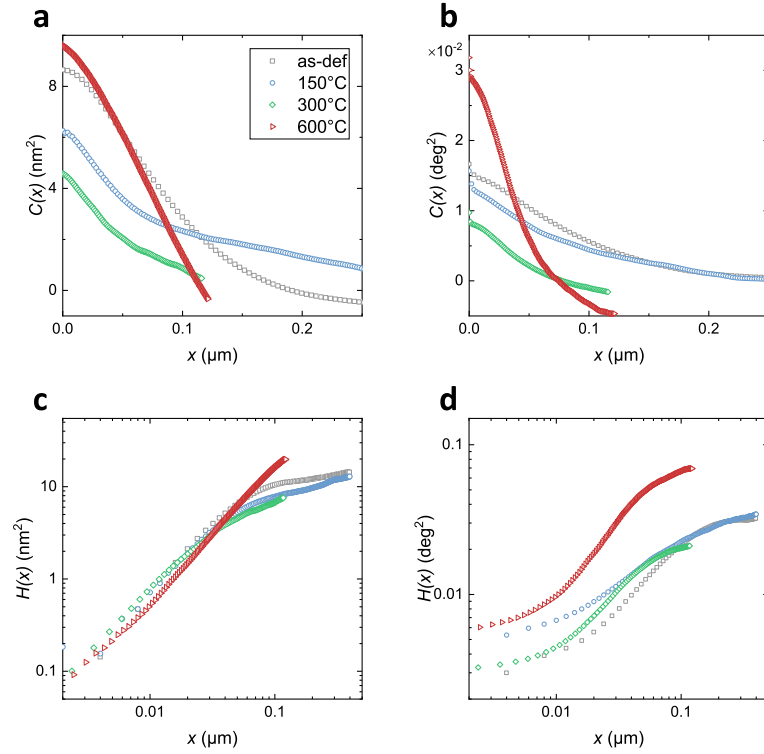 a
8
4
0
C(x) (nm²)
0.0
0.1
0.2
x (μm)
as-def
150°C
300°C
600°C
b
×10⁻²
3
2
1
0
C(x) (deg²)
0.0
0.1
0.2
x (μm)
c
10
1
0.1
H(x) (nm²)
0.01
0.1
x (μm)
d
0.1
0.01
H(x) (deg²)
0.01
0.1
x (μm)